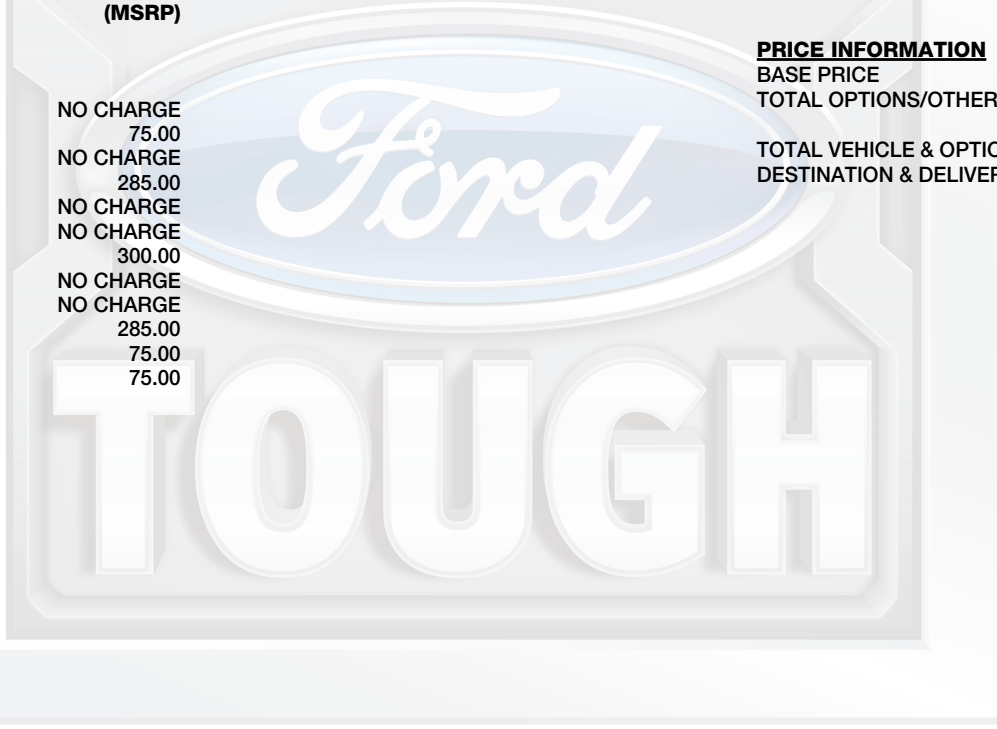 (MSRP)
NO CHARGE
75.00
NO CHARGE
285.00
NO CHARGE
NO CHARGE
300.00
NO CHARGE
NO CHARGE
285.00
75.00
75.00
PRICE INFORMATION
BASE PRICE
TOTAL OPTIONS/OTHER
TOTAL VEHICLE & OPTIO
DESTINATION & DELIVER
Ford
TOUGH